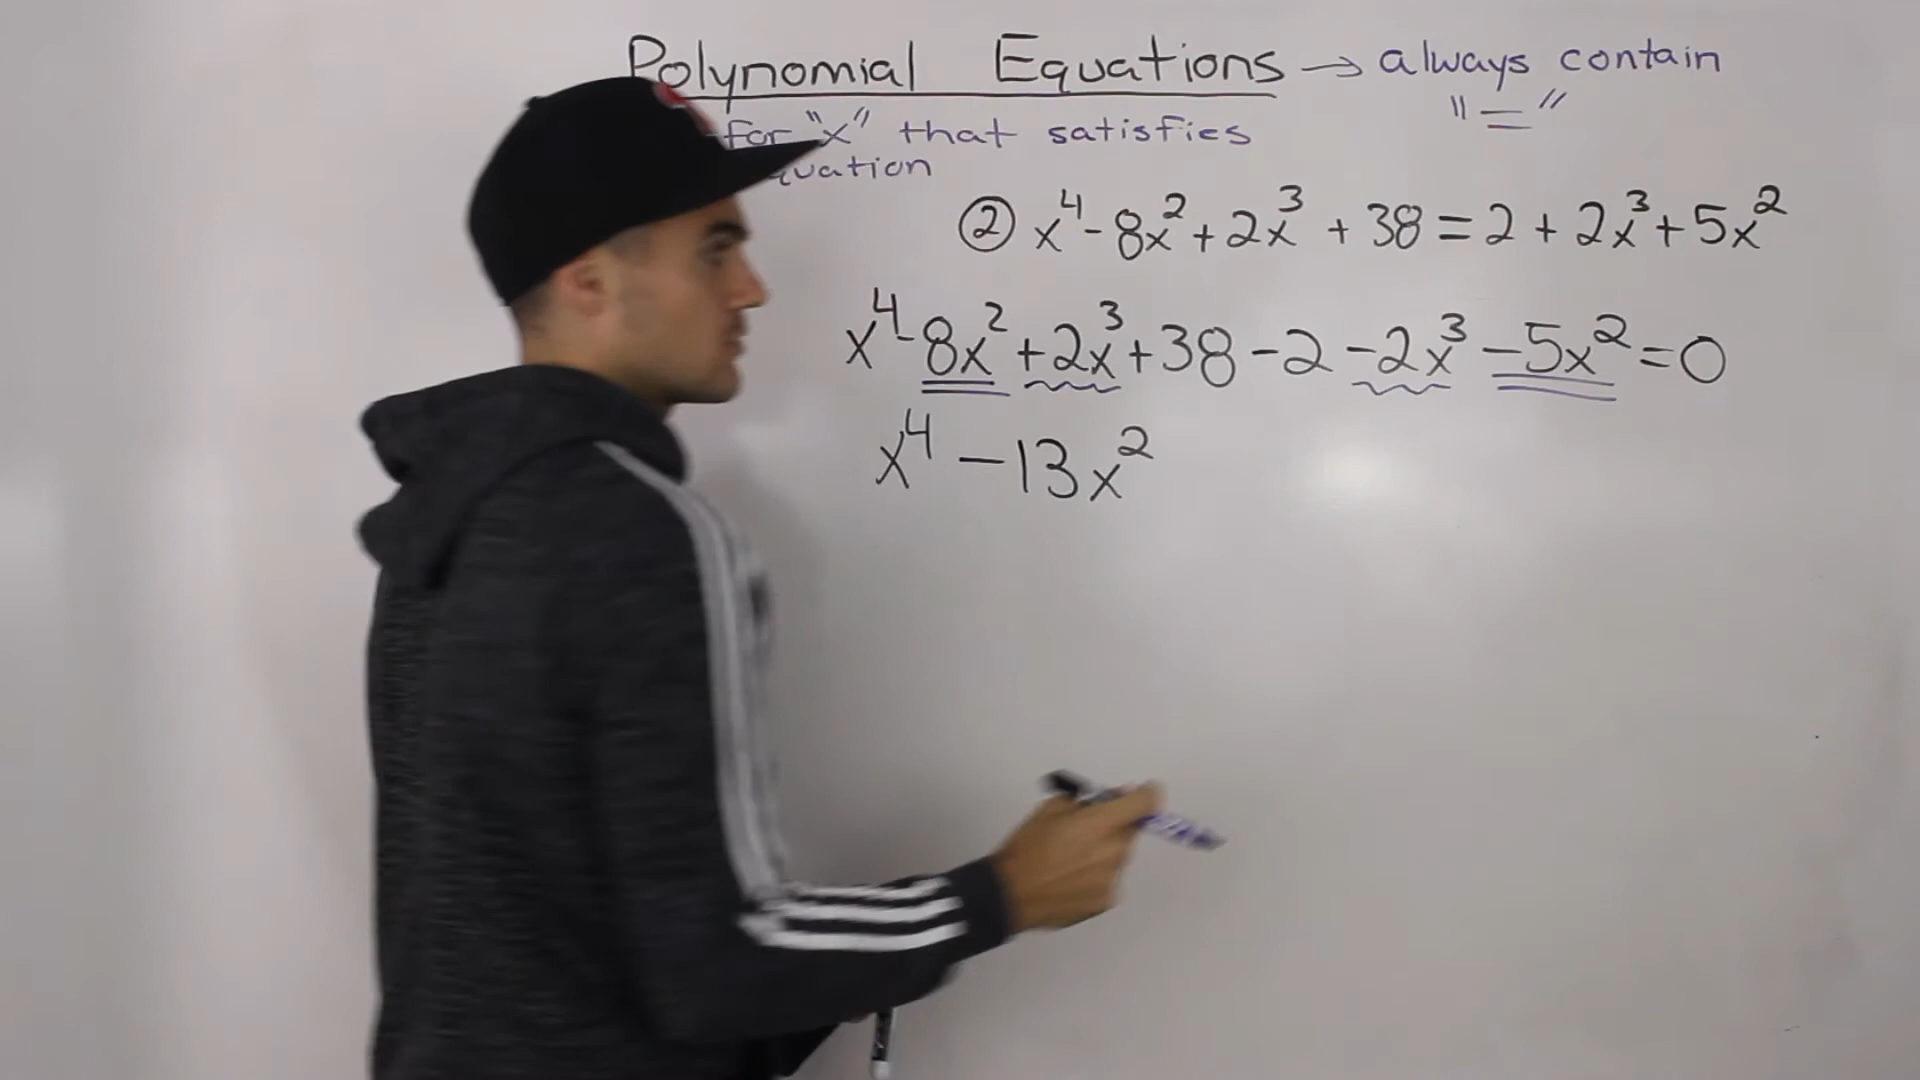 Polynomial Equations → always contain
"="
for "x" that satisfies
quation
② x⁴ - 8x² + 2x³ + 38 = 2 + 2x³ + 5x²
x⁴ - 8x² + 2x³ + 38 - 2 - 2x³ - 5x² = 0
x⁴ - 13x²